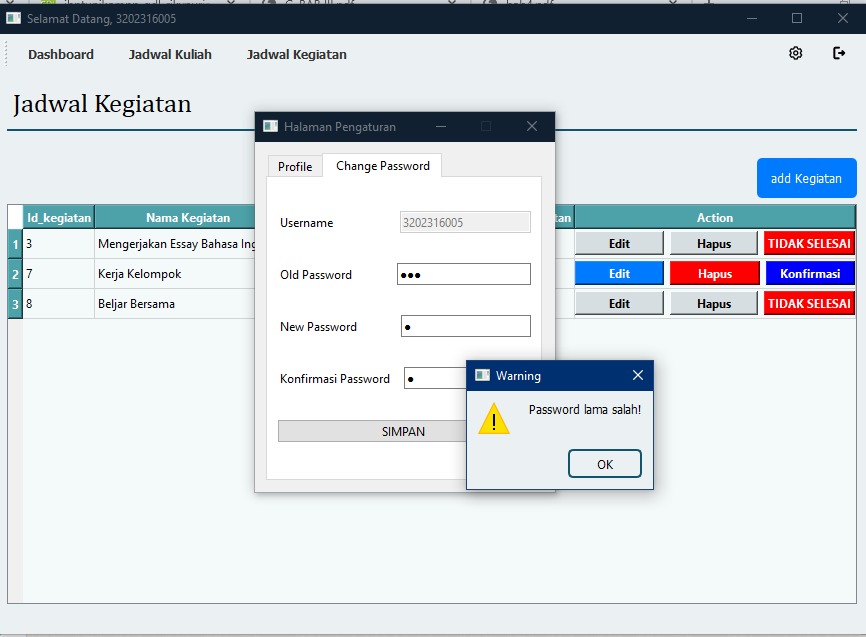 Selamat Datang, 3202316005
Dashboard Jadwal Kuliah Jadwal Kegiatan
Jadwal Kegiatan
Halaman Pengaturan
Profile Change Password
add Kegiatan
Id_kegiatan Nama Kegiatan Action
1 3 Mengerjakan Essay Bahasa Edit Hapus TIDAK SELESAI
2 7 Kerja Kelompok Edit Hapus Konfirmasi
3 8 Beljar Bersama Edit Hapus TIDAK SELESAI
Username 3202316005
Old Password
New Password
Konfirmasi Password
SIMPAN
Warning
Password lama salah!
OK